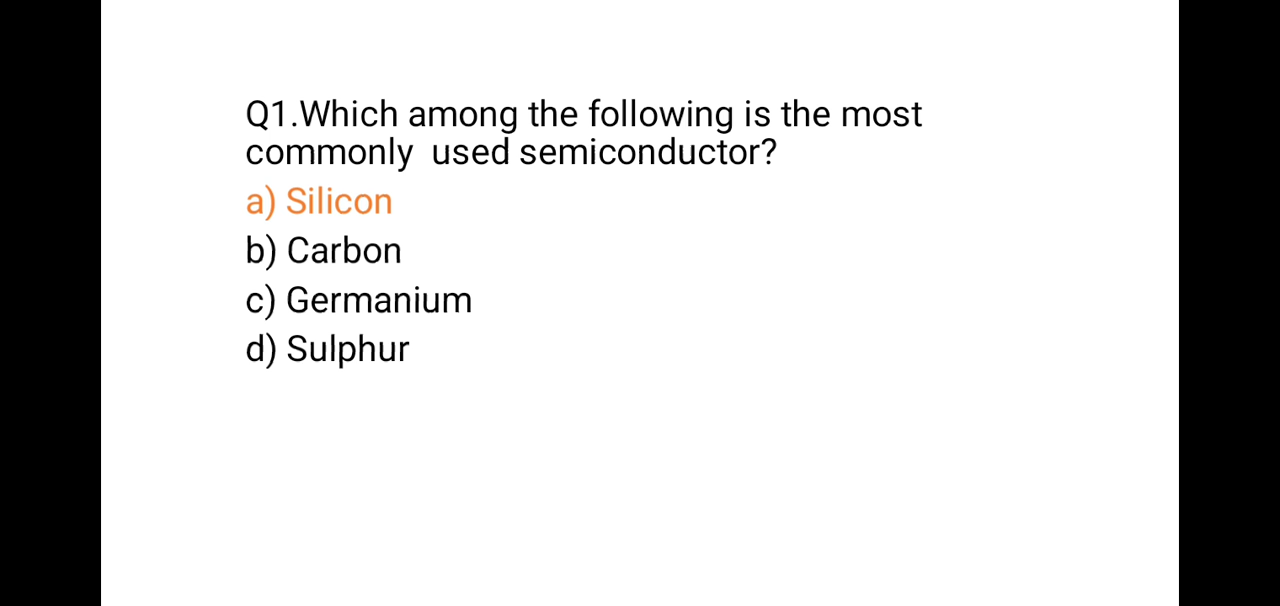 Q1.Which among the following is the most
commonly  used semiconductor?
a) Silicon
b) Carbon
c) Germanium
d) Sulphur